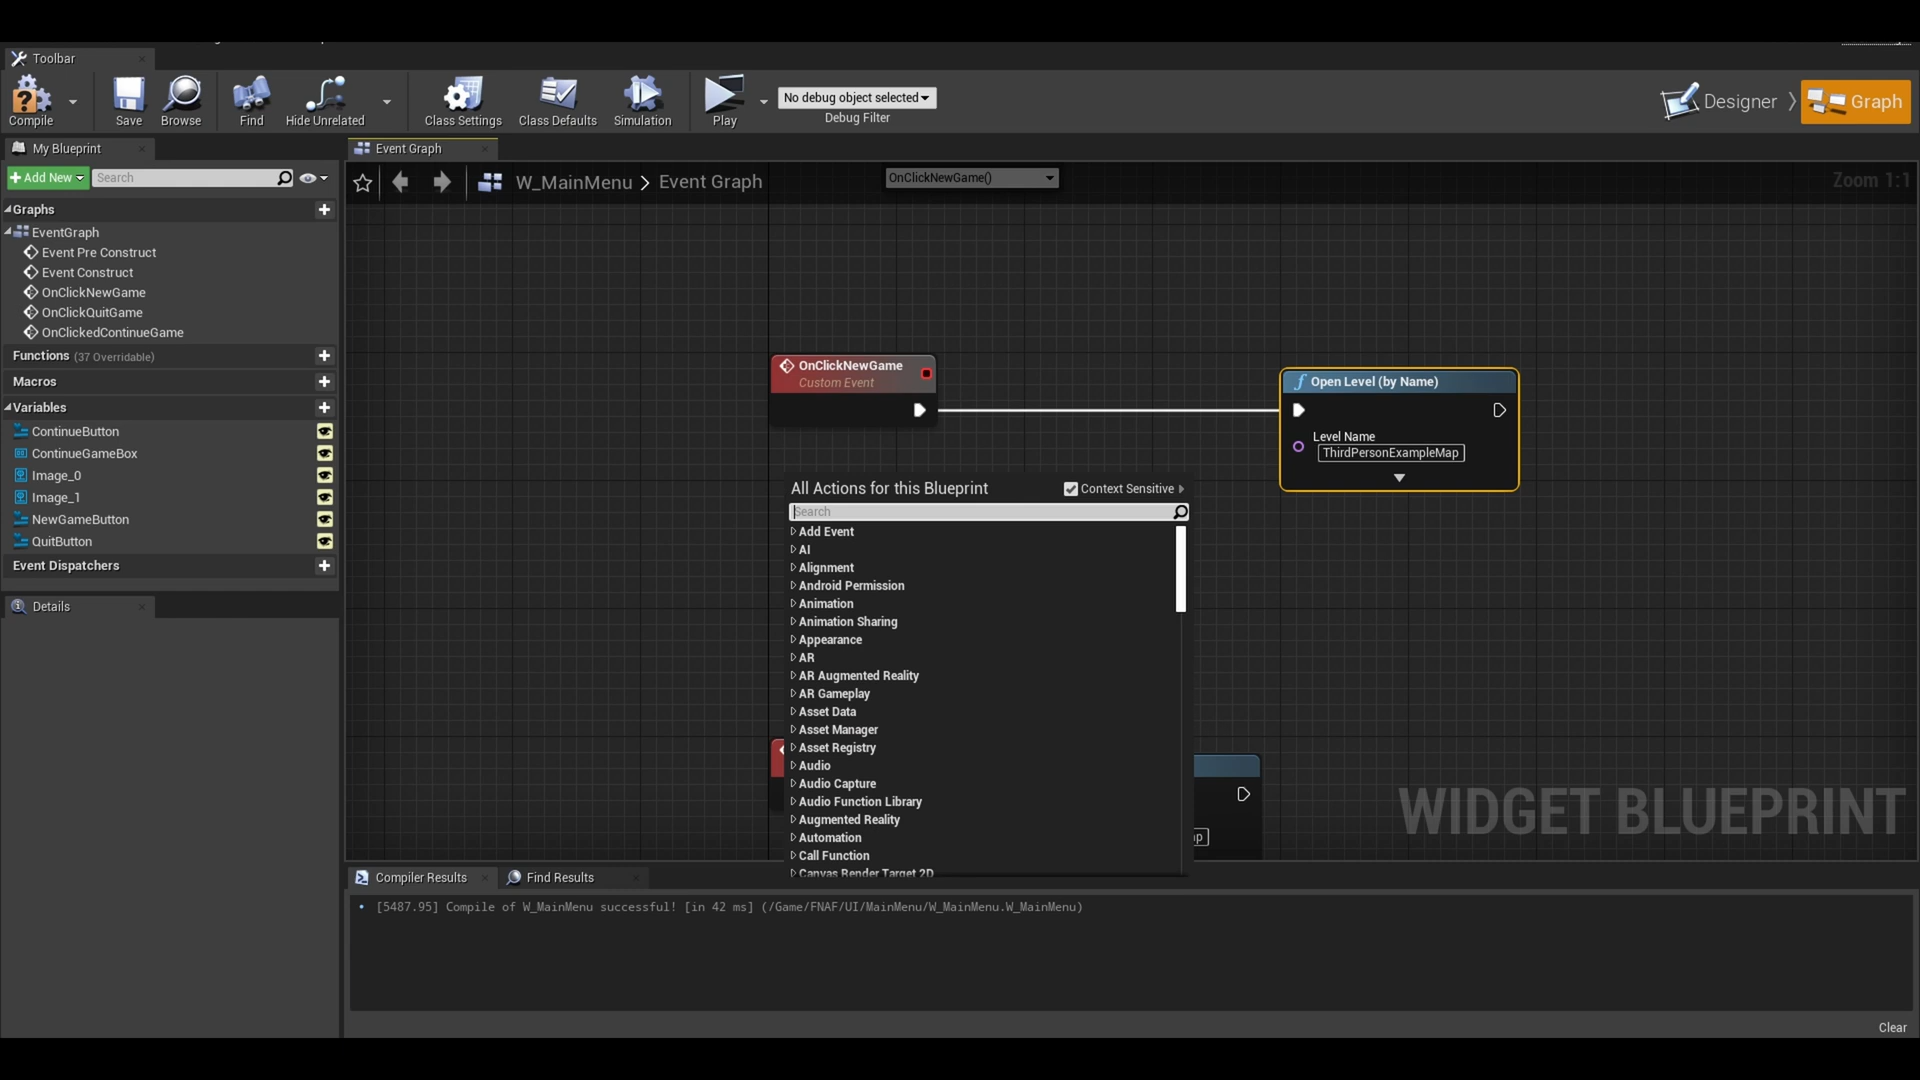 Toolbar
Compile
Save
Browse
Find
Hide Unrelated
Class Settings
Class Defaults
Simulation
Play
No debug object selected
Debug Filter
Designer
Graph
My Blueprint
Event Graph
Add New
Search
W_MainMenu > Event Graph
OnClickNewGame()
Zoom 1:1
Graphs
EventGraph
Event Pre Construct
Event Construct
OnClickNewGame
OnClickQuitGame
OnClickedContinueGame
Functions (37 Overridable)
Macros
Variables
ContinueButton
ContinueGameBox
Image_0
Image_1
NewGameButton
QuitButton
Event Dispatchers
Details
OnClickNewGame
Custom Event
Open Level (by Name)
Level Name
ThirdPersonExampleMap
All Actions for this Blueprint
Context Sensitive
Search
Add Event
AI
Alignment
Android Permission
Animation
Animation Sharing
Appearance
AR
AR Augmented Reality
AR Gameplay
Asset Data
Asset Manager
Asset Registry
Audio
Audio Capture
Audio Function Library
Augmented Reality
Automation
Call Function
Canvas Render Target 2D
WIDGET BLUEPRINT
Compiler Results
Find Results
[5487.95] Compile of W_MainMenu successful! [in 42 ms] (/Game/FNAF/UI/MainMenu/W_MainMenu.W_MainMenu)
Clear